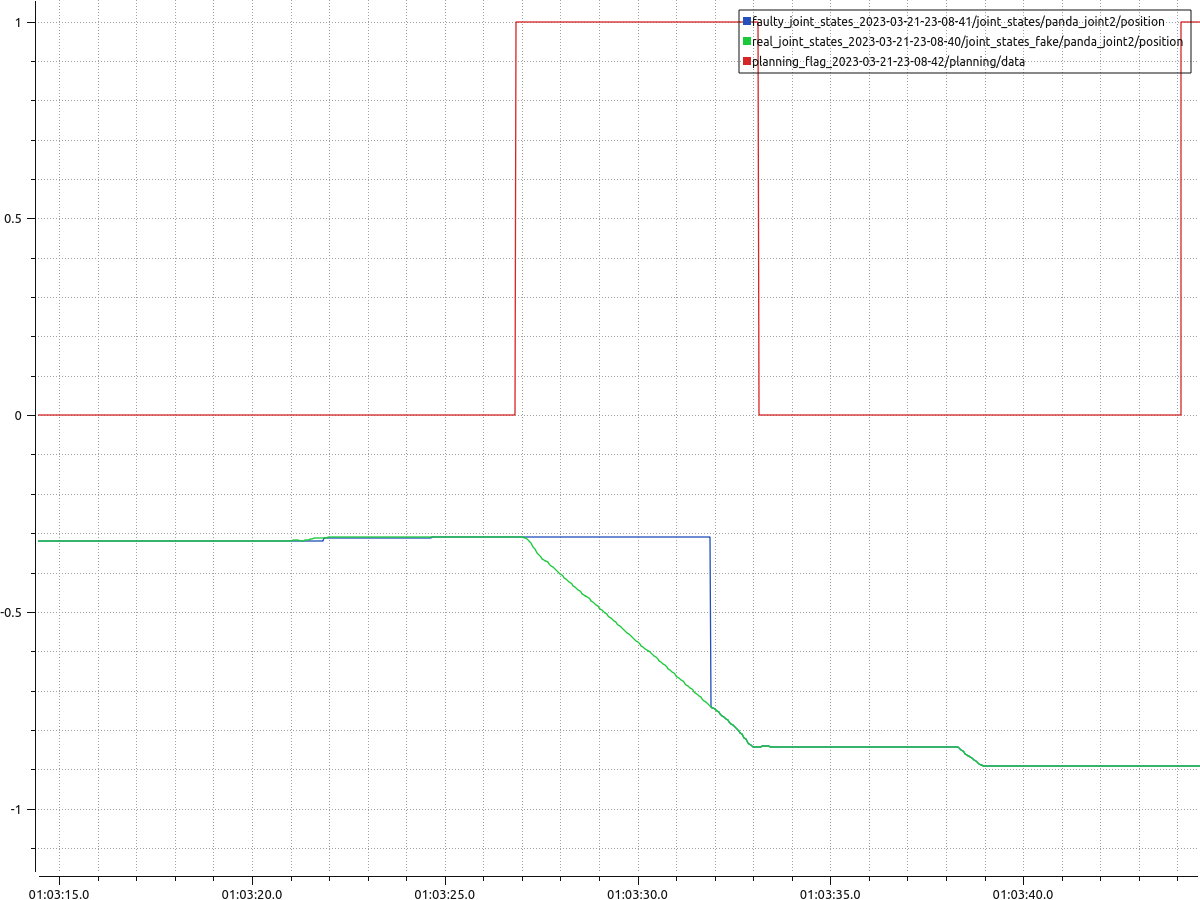 faulty_joint_states_2023-03-21-23-08-41/joint_states/panda_joint2/position
real_joint_states_2023-03-21-23-08-40/joint_states_fake/panda_joint2/position
planning_flag_2023-03-21-23-08-42/planning/data
1
0.5
0
-0.5
-1
01:03:15.0 01:03:20.0 01:03:25.0 01:03:30.0 01:03:35.0 01:03:40.0